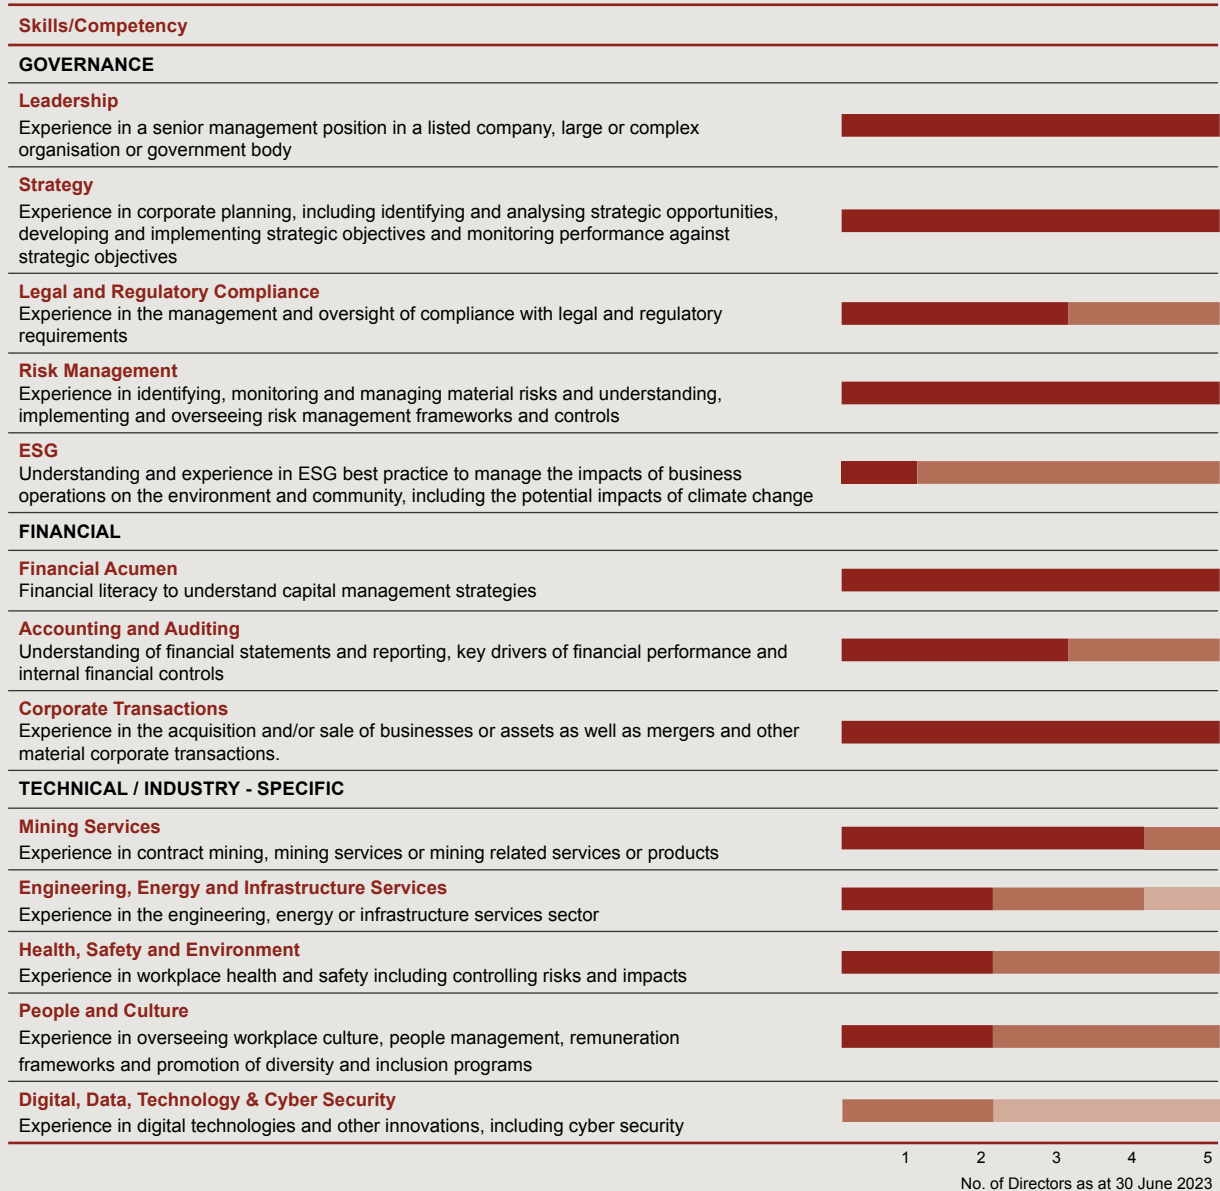 Skills/Competency
GOVERNANCE
Leadership
Experience in a senior management position in a listed company, large or complex
organisation or government body
Strategy
Experience in corporate planning, including identifying and analysing strategic opportunities,
developing and implementing strategic objectives and monitoring performance against
strategic objectives
Legal and Regulatory Compliance
Experience in the management and oversight of compliance with legal and regulatory
requirements
Risk Management
Experience in identifying, monitoring and managing material risks and understanding,
implementing and overseeing risk management frameworks and controls
ESG
Understanding and experience in ESG best practice to manage the impacts of business
operations on the environment and community, including the potential impacts of climate change
FINANCIAL
Financial Acumen
Financial literacy to understand capital management strategies
Accounting and Auditing
Understanding of financial statements and reporting, key drivers of financial performance and
internal financial controls
Corporate Transactions
Experience in the acquisition and/or sale of businesses or assets as well as mergers and other
material corporate transactions.
TECHNICAL / INDUSTRY - SPECIFIC
Mining Services
Experience in contract mining, mining services or mining related services or products
Engineering, Energy and Infrastructure Services
Experience in the engineering, energy or infrastructure services sector
Health, Safety and Environment
Experience in workplace health and safety including controlling risks and impacts
People and Culture
Experience in overseeing workplace culture, people management, remuneration
frameworks and promotion of diversity and inclusion programs
Digital, Data, Technology & Cyber Security
Experience in digital technologies and other innovations, including cyber security
1 2 3 4 5
No. of Directors as at 30 June 2023